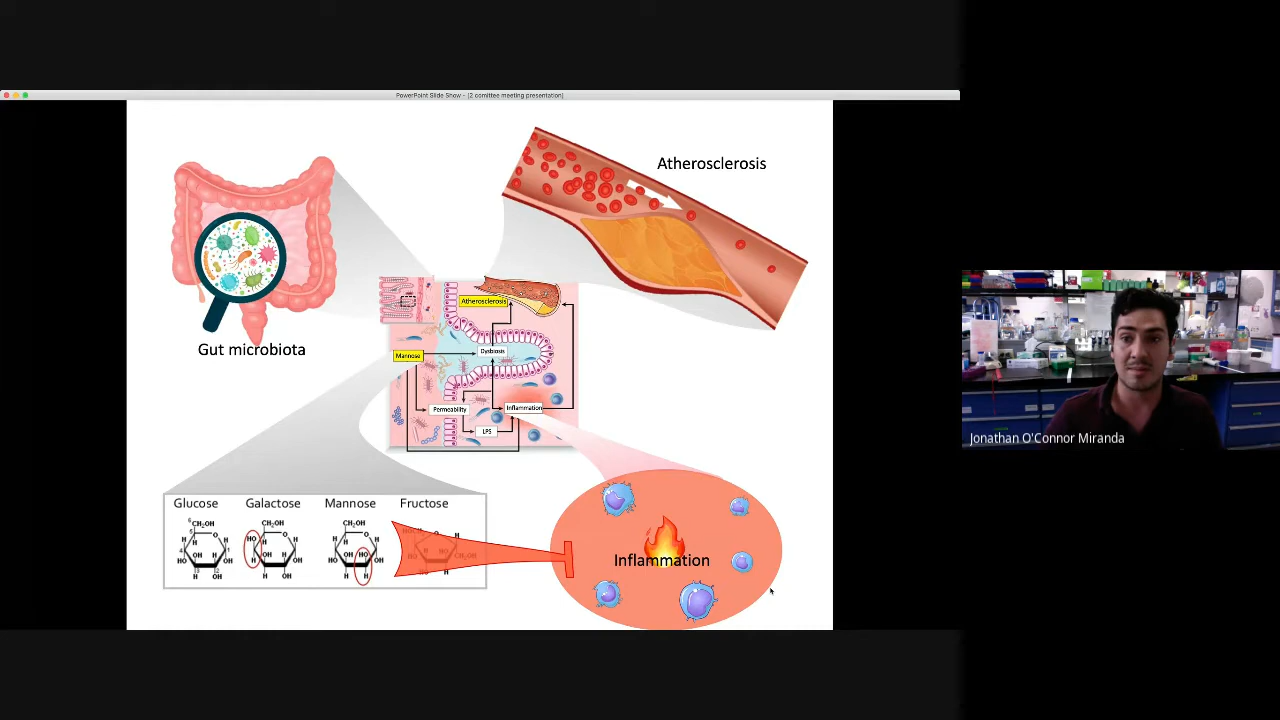 PowerPoint Slide Show - (2 comittee meeting presentation)
Atherosclerosis
Gut microbiota
Atherosclerosis
Mannose
Dysbiosis
Permeability
Inflammation
LPS
Glucose
Galactose
Mannose
Fructose
Inflammation
Jonathan O'Connor Miranda